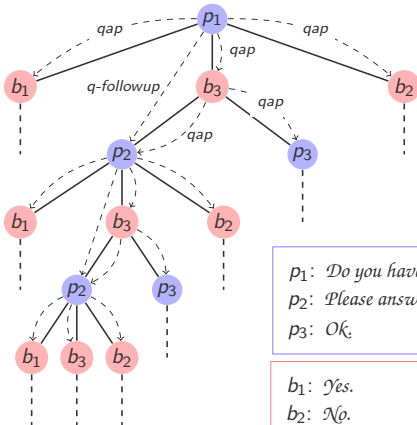 p1
qap
qap
qap
b1
q-followup
b3
b2
qap
qap
p2
p3
b1
b3
b2
p2
p3
b1
b3
b2
p1: Do you have
p2: Please answ
p3: Ok.
b1: Yes.
b2: No.